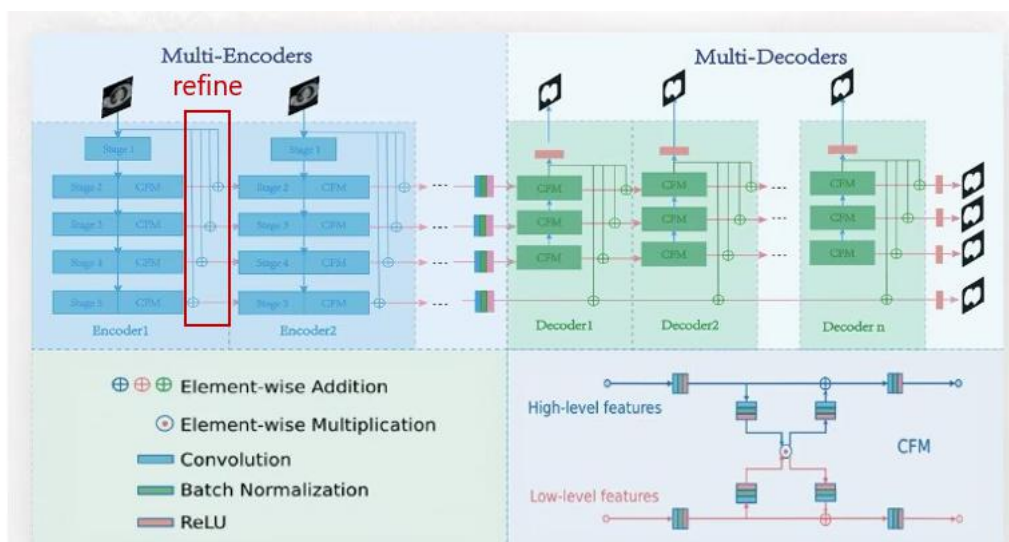 Multi-Encoders
Multi-Decoders
refine
Stage 1
Stage 1
Stage 2 CFM
Stage 2 CFM
CFM
CFM
CFM
Stage 3 CFM
Stage 3 CFM
CFM
CFM
CFM
Stage 4 CFM
Stage 4 CFM
CFM
CFM
CFM
Stage 5 CFM
Stage 5 CFM
Encoder1
Encoder2
Decoder1
Decoder2
Decoder n
Element-wise Addition
Element-wise Multiplication
Convolution
Batch Normalization
ReLU
High-level features
CFM
Low-level features